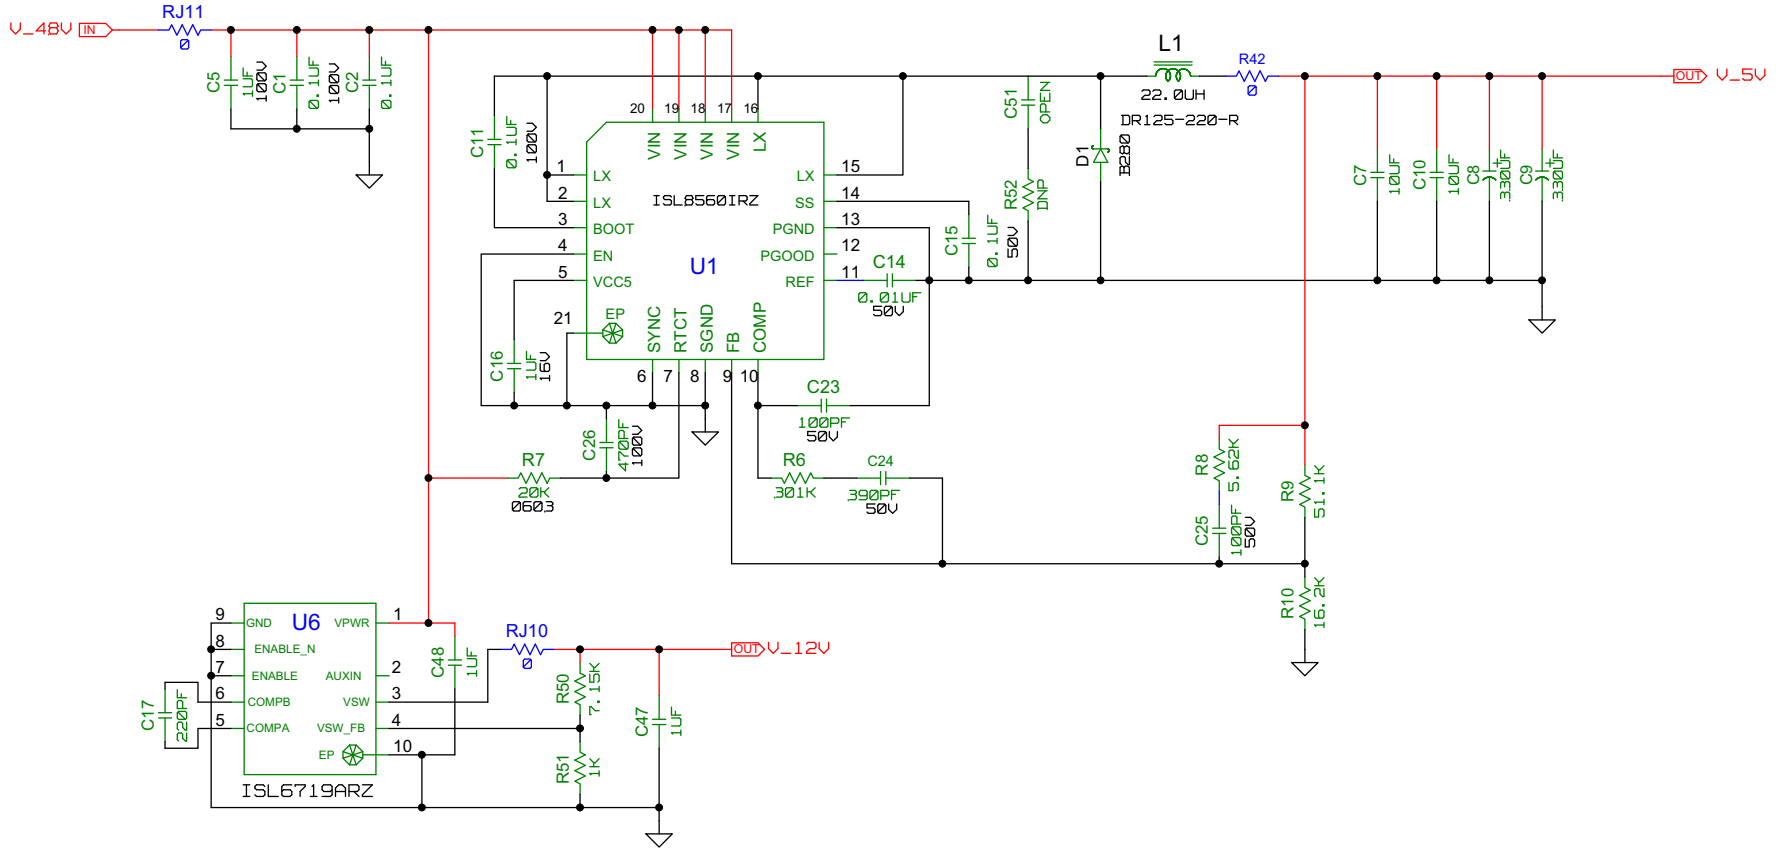 V_48V
IN
RJ11
0
C5
1UF
100V
C1
0.1UF
100V
C2
0.1UF
C11
0.1UF
100V
20
19
18
17
16
VIN
VIN
VIN
VIN
LX
1
LX
2
LX
3
BOOT
4
EN
5
VCC5
21
EP
ISL8560IRZ
U1
15
LX
14
SS
13
PGND
12
PGOOD
11
REF
SYNC
RTCT
SGND
FB
COMP
6
7
8
9
10
C16
1UF
16V
C26
470PF
100V
R7
20K
0603
C23
100PF
50V
R6
301K
C24
390PF
50V
C14
0.01UF
50V
C15
0.1UF
50V
C51
OPEN
R52
DNP
D1
B280
L1
22.0UH
DR125-220-R
R42
0
OUT
V_5V
C7
10UF
C10
10UF
C8
330UF
+
C9
330UF
+
R8
5.62K
C25
100PF
50V
R9
51.1K
R10
16.2K
U6
9
GND
8
ENABLE_N
7
ENABLE
6
COMPB
5
COMPA
VPWR
1
AUXIN
2
VSW
3
VSW_FB
4
EP
10
ISL6719ARZ
C17
220PF
C48
1UF
RJ10
0
R50
7.15K
R51
1K
C47
1UF
OUT
V_12V